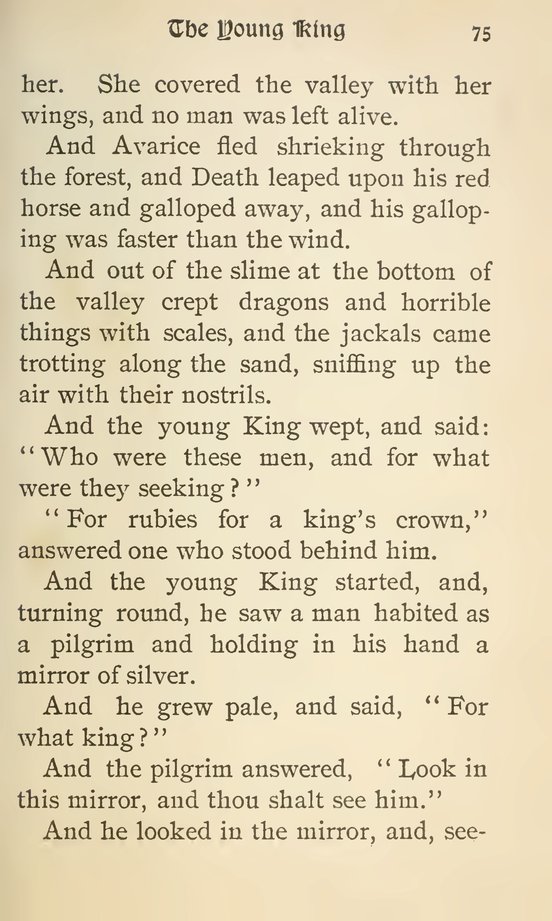 The Young King 75
her. She covered the valley with her
wings, and no man was left alive.
And Avarice fled shrieking through
the forest, and Death leaped upon his red
horse and galloped away, and his gallop-
ing was faster than the wind.
And out of the slime at the bottom of
the valley crept dragons and horrible
things with scales, and the jackals came
trotting along the sand, sniffing up the
air with their nostrils.
And the young King wept, and said:
“Who were these men, and for what
were they seeking?”
“For rubies for a king's crown,”
answered one who stood behind him.
And the young King started, and,
turning round, he saw a man habited as
a pilgrim and holding in his hand a
mirror of silver.
And he grew pale, and said, “For
what king?”
And the pilgrim answered, “Look in
this mirror, and thou shalt see him.”
And he looked in the mirror, and, see-